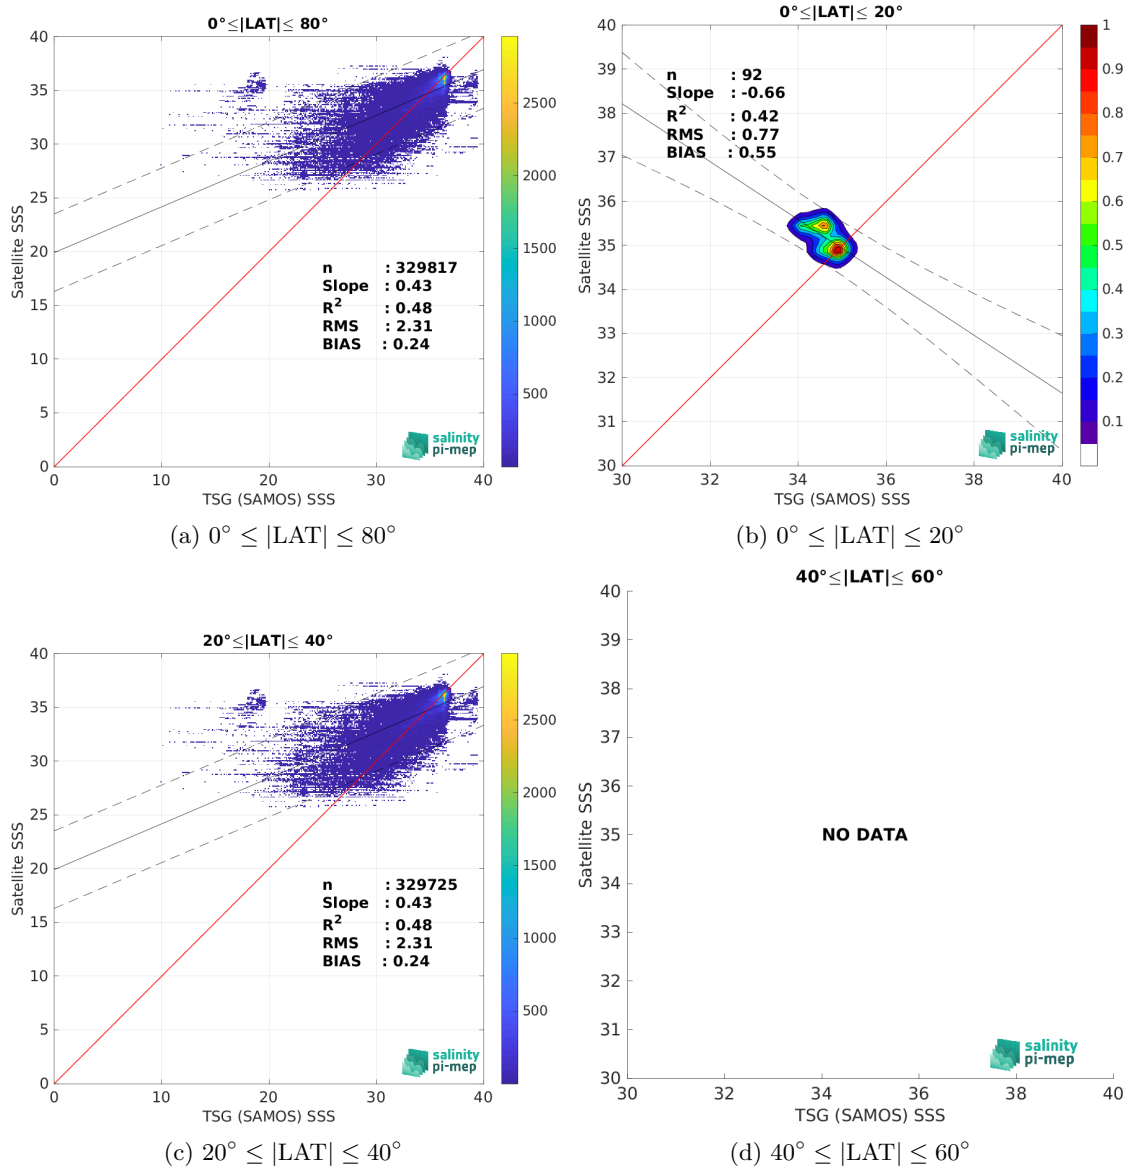 0°≤|LAT|≤ 80°
40
35
30
25
20
15
10
5
0
Satellite SSS
n : 329817
Slope : 0.43
R² : 0.48
RMS : 2.31
BIAS : 0.24
salinity
pi-mep
0 10 20 30 40
TSG (SAMOS) SSS
2500
2000
1500
1000
500
(a) 0° ≤ |LAT| ≤ 80°
0°≤|LAT|≤ 20°
40
39
38
37
36
35
34
33
32
31
30
Satellite SSS
n : 92
Slope : -0.66
R² : 0.42
RMS : 0.77
BIAS : 0.55
salinity
pi-mep
30 32 34 36 38 40
TSG (SAMOS) SSS
1
0.9
0.8
0.7
0.6
0.5
0.4
0.3
0.2
0.1
(b) 0° ≤ |LAT| ≤ 20°
20°≤|LAT|≤ 40°
40
35
30
25
20
15
10
5
0
Satellite SSS
n : 329725
Slope : 0.43
R² : 0.48
RMS : 2.31
BIAS : 0.24
salinity
pi-mep
0 10 20 30 40
TSG (SAMOS) SSS
2500
2000
1500
1000
500
(c) 20° ≤ |LAT| ≤ 40°
40°≤|LAT|≤ 60°
40
39
38
37
36
35
34
33
32
31
30
Satellite SSS
NO DATA
salinity
pi-mep
30 32 34 36 38 40
TSG (SAMOS) SSS
(d) 40° ≤ |LAT| ≤ 60°